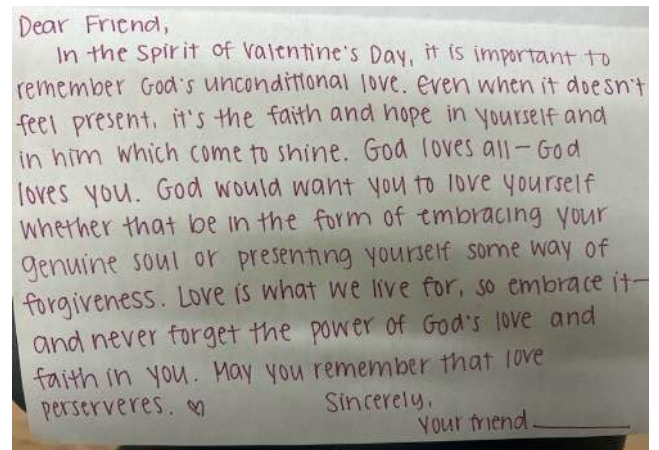 Dear Friend,
In the spirit of Valentine's Day, it is important to
remember God's unconditional love. Even when it doesn't
feel present, it's the faith and hope in yourself and
in him which come to shine. God loves all — God
loves you. God would want you to love yourself
whether that be in the form of embracing your
genuine soul or presenting yourself some way of
forgiveness. Love is what we live for, so embrace it—
and never forget the power of God's love and
faith in you. May you remember that love
perserveres. ♡
Sincerely,
your friend ________